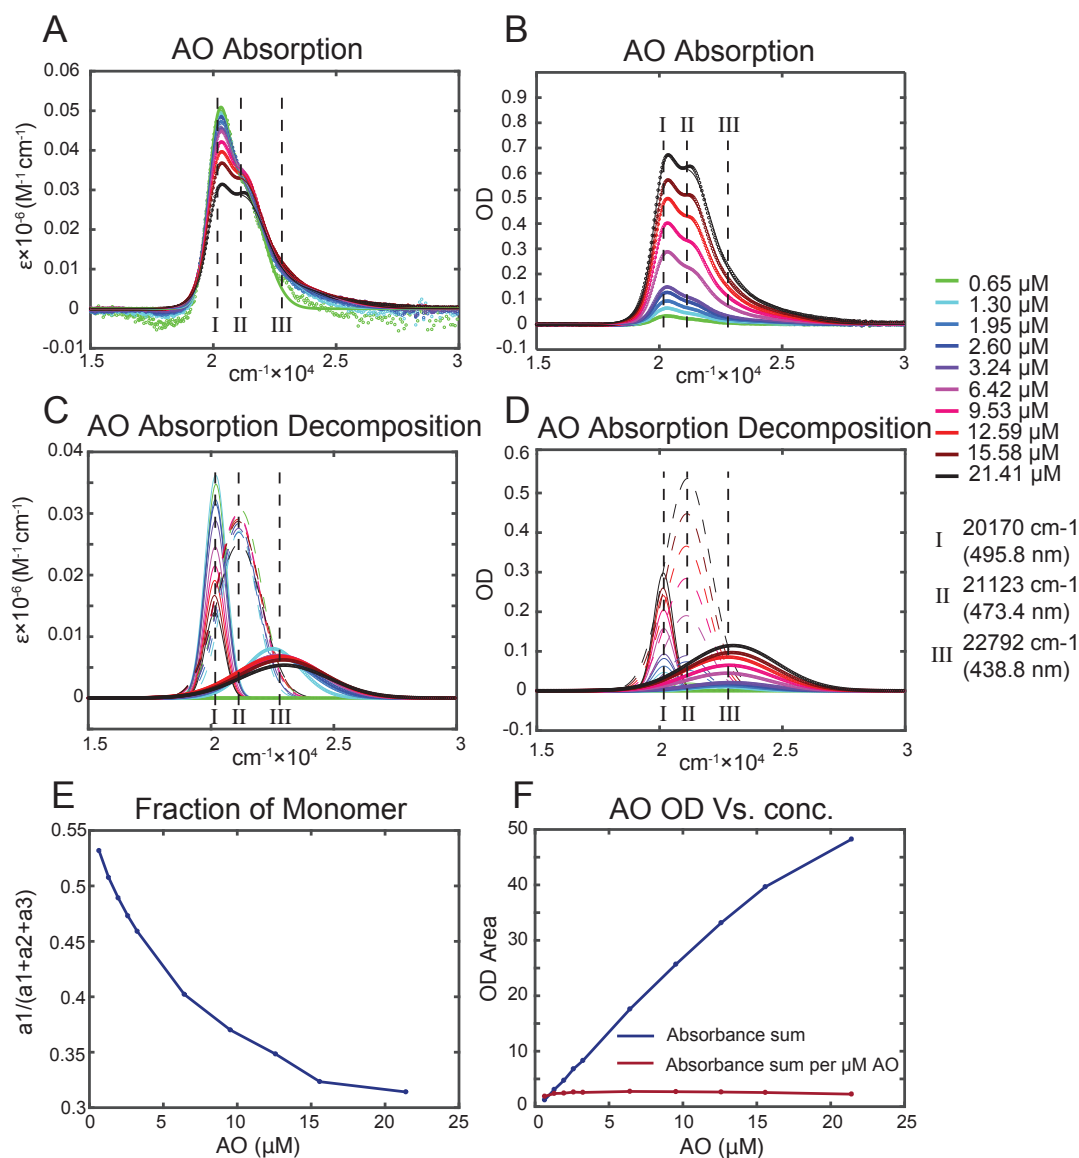 A
AO Absorption
0.06
0.05
0.04
0.03
0.02
0.01
0
-0.01
ε×10⁻⁶ (M⁻¹ cm⁻¹)
I II III
1.5 2 2.5 3
cm⁻¹×10⁴
B
AO Absorption
0.9
0.8
0.7
0.6
0.5
0.4
0.3
0.2
0.1
0
-0.1
OD
I II III
1.5 2 2.5 3
cm⁻¹×10⁴
0.65 µM
1.30 µM
1.95 µM
2.60 µM
3.24 µM
6.42 µM
9.53 µM
12.59 µM
15.58 µM
21.41 µM
I 20170 cm-1
(495.8 nm)
II 21123 cm-1
(473.4 nm)
III 22792 cm-1
(438.8 nm)
C
AO Absorption Decomposition
0.04
0.03
0.02
0.01
0
ε×10⁻⁶ (M⁻¹ cm⁻¹)
I II III
1.5 2 2.5 3
cm⁻¹×10⁴
D
AO Absorption Decomposition
0.6
0.5
0.4
0.3
0.2
0.1
0
-0.1
OD
I II III
1.5 2 2.5 3
cm⁻¹×10⁴
E
Fraction of Monomer
0.55
0.5
0.45
0.4
0.35
0.3
a1/(a1+a2+a3)
0 5 10 15 20 25
AO (µM)
F
AO OD Vs. conc.
50
40
30
20
10
0
OD Area
Absorbance sum
Absorbance sum per µM AO
0 5 10 15 20 25
AO (µM)